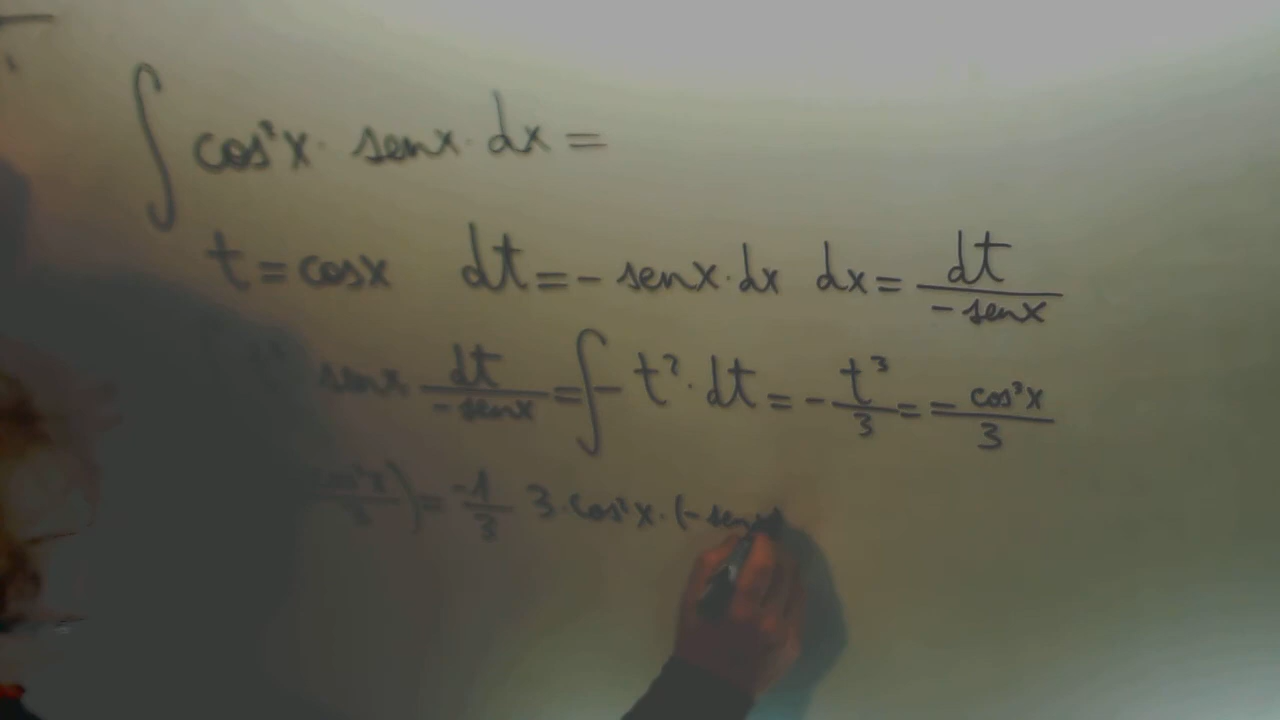 ∫ cos²x · senx · dx =
t = cosx dt = - senx · dx dx = dt/-senx
senx dt/-senx = ∫ - t² · dt = - t³/3 = - cos³x/3
) = -1/3 3 · cos²x · (- senx